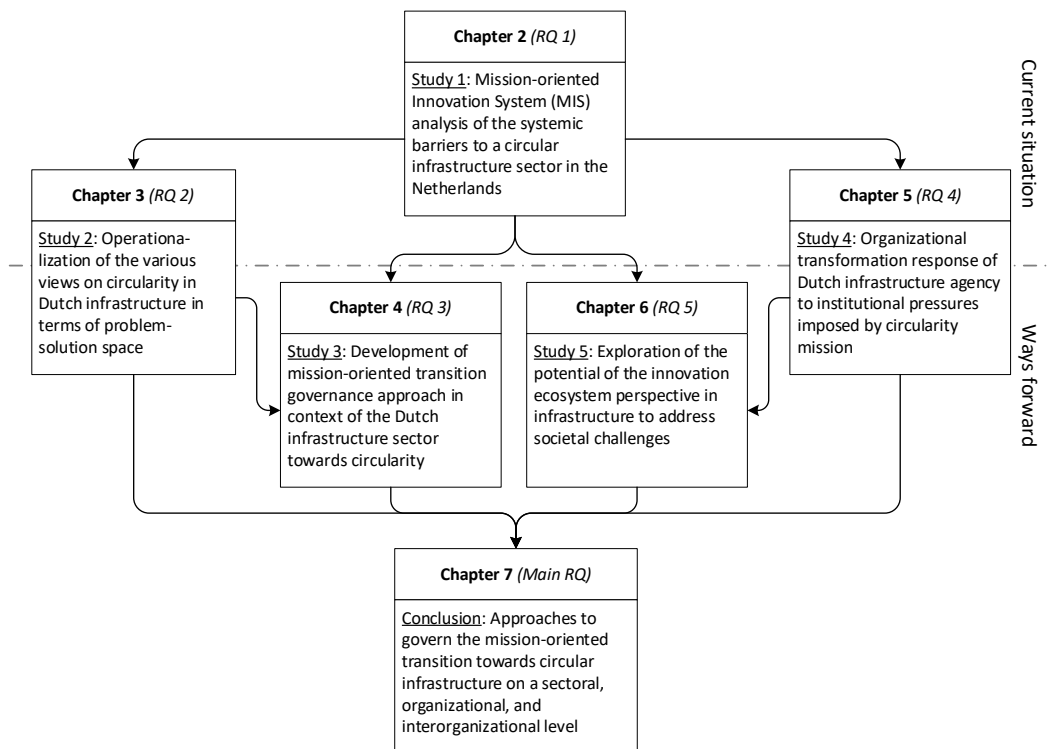 Chapter 2 (RQ 1)
Study 1: Mission-oriented
Innovation System (MIS)
analysis of the systemic
barriers to a circular
infrastructure sector in the
Netherlands
Current situation
Chapter 3 (RQ 2)
Study 2: Operationa-
lization of the various
views on circularity in
Dutch infrastructure in
terms of problem-
solution space
Chapter 5 (RQ 4)
Study 4: Organizational
transformation response of
Dutch infrastructure agency
to institutional pressures
imposed by circularity
mission
Chapter 4 (RQ 3)
Study 3: Development of
mission-oriented transition
governance approach in
context of the Dutch
infrastructure sector
towards circularity
Chapter 6 (RQ 5)
Study 5: Exploration of the
potential of the innovation
ecosystem perspective in
infrastructure to address
societal challenges
Ways forward
Chapter 7 (Main RQ)
Conclusion: Approaches to
govern the mission-oriented
transition towards circular
infrastructure on a sectoral,
organizational, and
interorganizational level